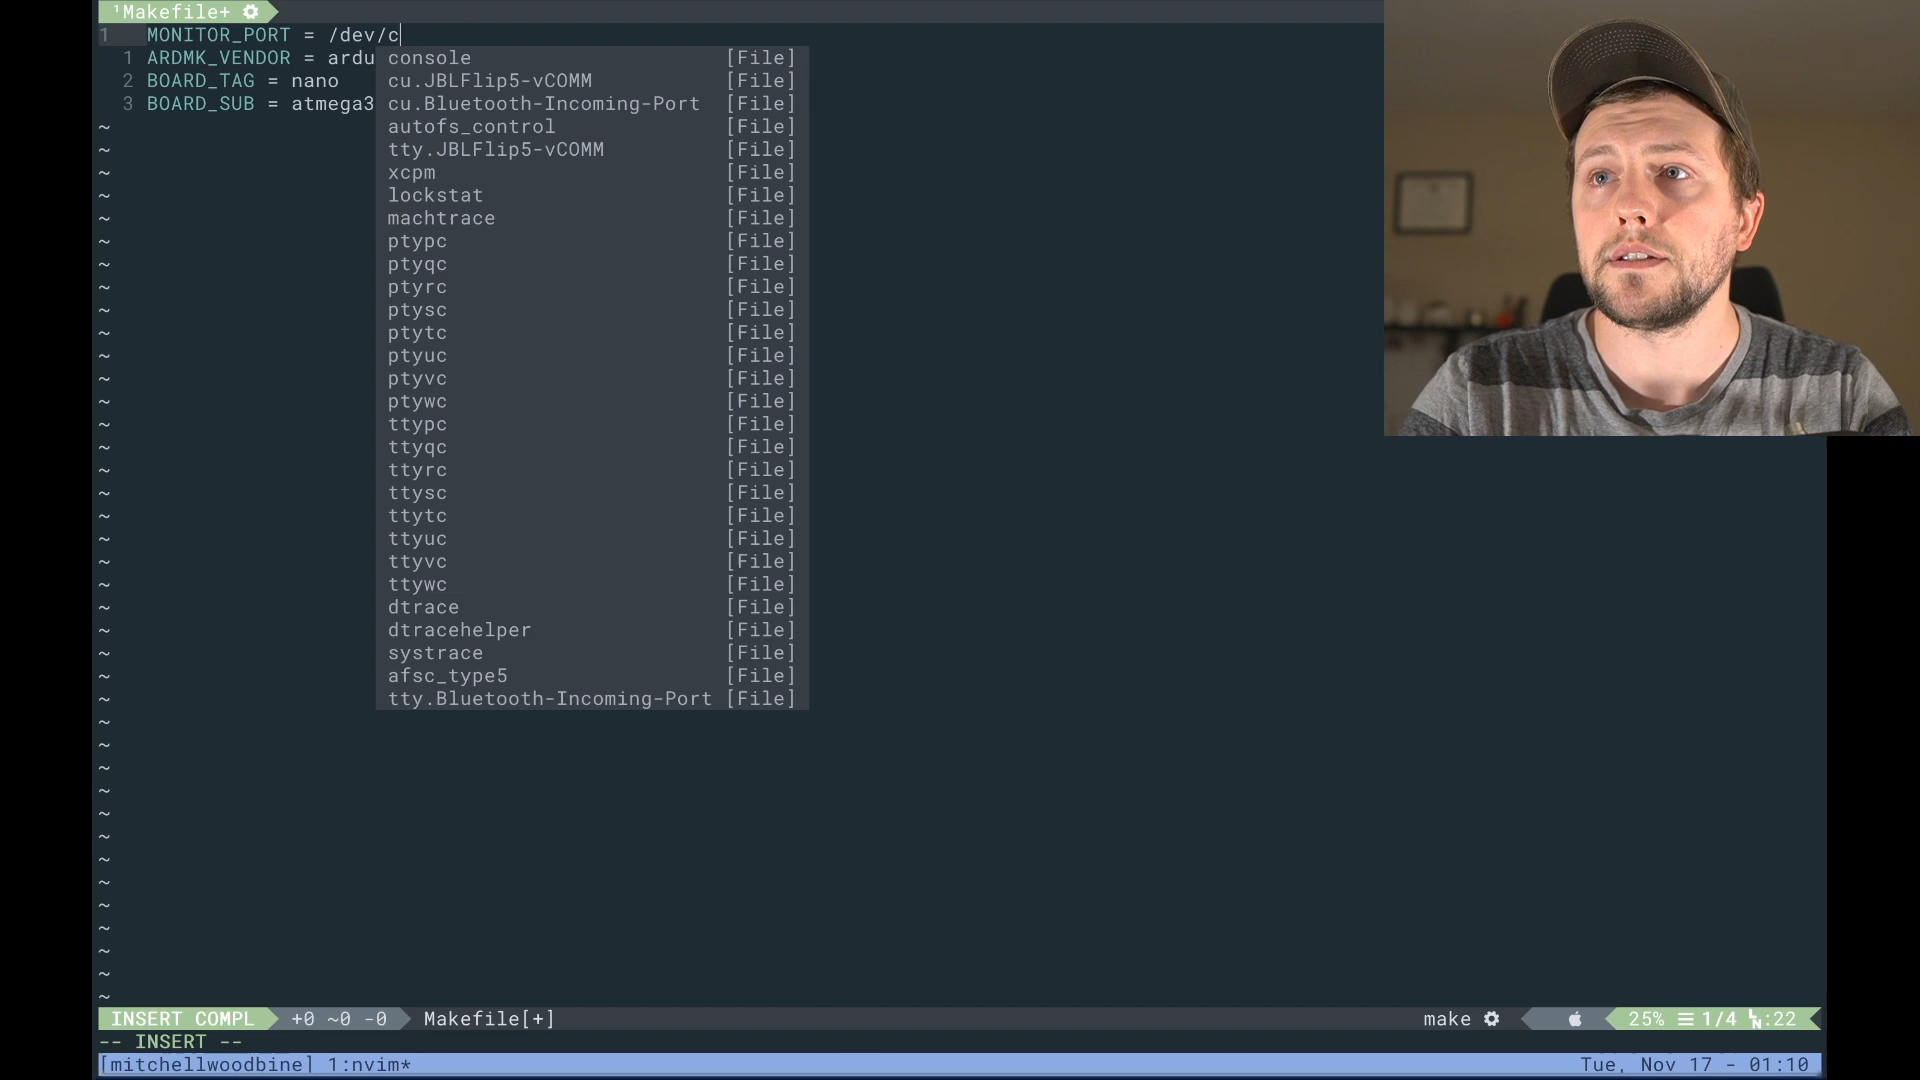 ¹Makefile+
1 MONITOR_PORT = /dev/c
1 ARDMK_VENDOR = ardu
2 BOARD_TAG = nano
3 BOARD_SUB = atmega3
console [File]
cu.JBLFlip5-vCOMM [File]
cu.Bluetooth-Incoming-Port [File]
autofs_control [File]
tty.JBLFlip5-vCOMM [File]
xcpm [File]
lockstat [File]
machtrace [File]
ptypc [File]
ptyqc [File]
ptyrc [File]
ptysc [File]
ptytc [File]
ptyuc [File]
ptyvc [File]
ptywc [File]
ttypc [File]
ttyqc [File]
ttyrc [File]
ttysc [File]
ttytc [File]
ttyuc [File]
ttyvc [File]
ttywc [File]
dtrace [File]
dtracehelper [File]
systrace [File]
afsc_type5 [File]
tty.Bluetooth-Incoming-Port [File]
INSERT COMPL +0 ~0 -0 Makefile[+] make 25% ☰ 1/4 :22
-- INSERT --
[mitchellwoodbine] 1:nvim* Tue, Nov 17 - 01:10